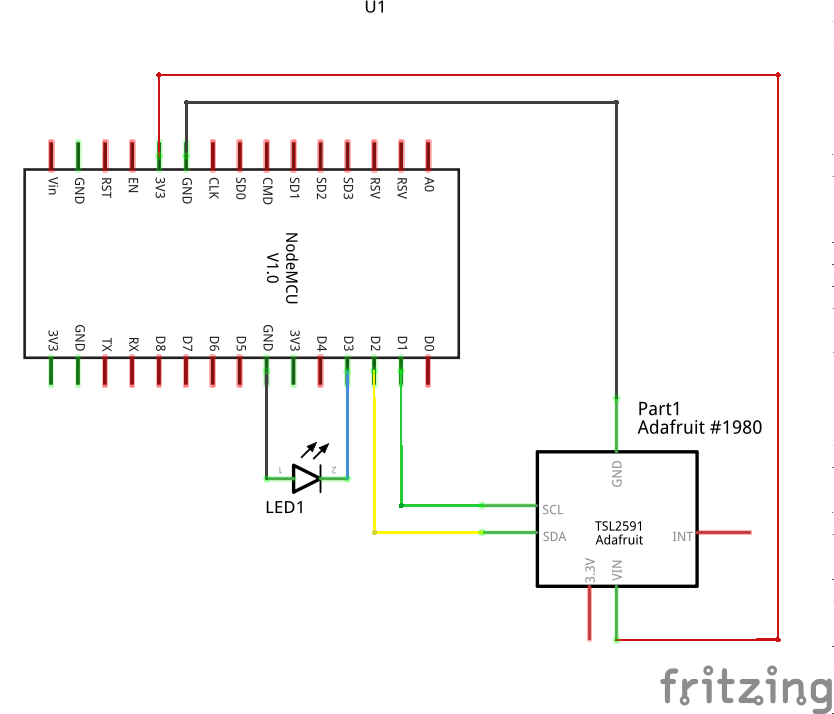 U1
Vin GND RST EN 3V3 GND CLK SD0 CMD SD1 SD2 SD3 RSV RSV A0
NodeMCU
V1.0
3V3 GND TX RX D8 D7 D6 D5 GND 3V3 D4 D3 D2 D1 D0
1 2
LED1
Part1
Adafruit #1980
GND
SCL
SDA
TSL2591
Adafruit
INT
3.3V VIN
fritzing